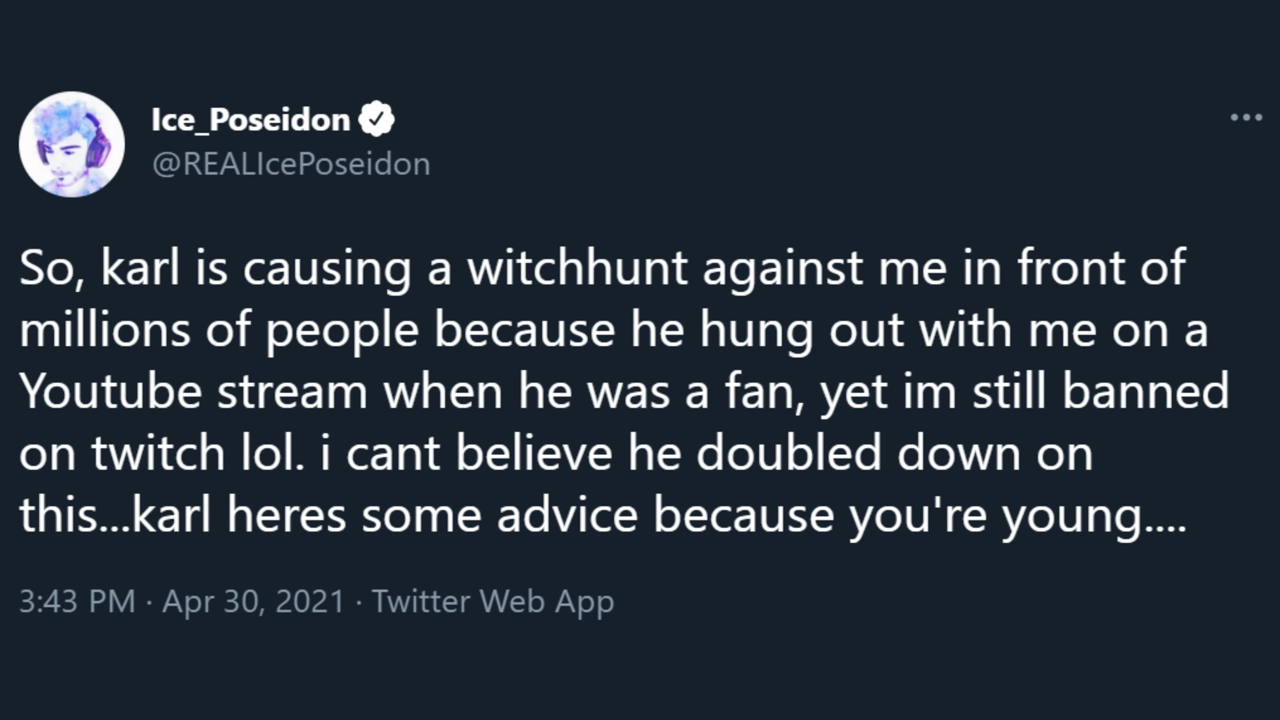 Ice_Poseidon
@REALIcePoseidon
So, karl is causing a witchhunt against me in front of
millions of people because he hung out with me on a
Youtube stream when he was a fan, yet im still banned
on twitch lol. i cant believe he doubled down on
this...karl heres some advice because you're young....
3:43 PM · Apr 30, 2021 · Twitter Web App